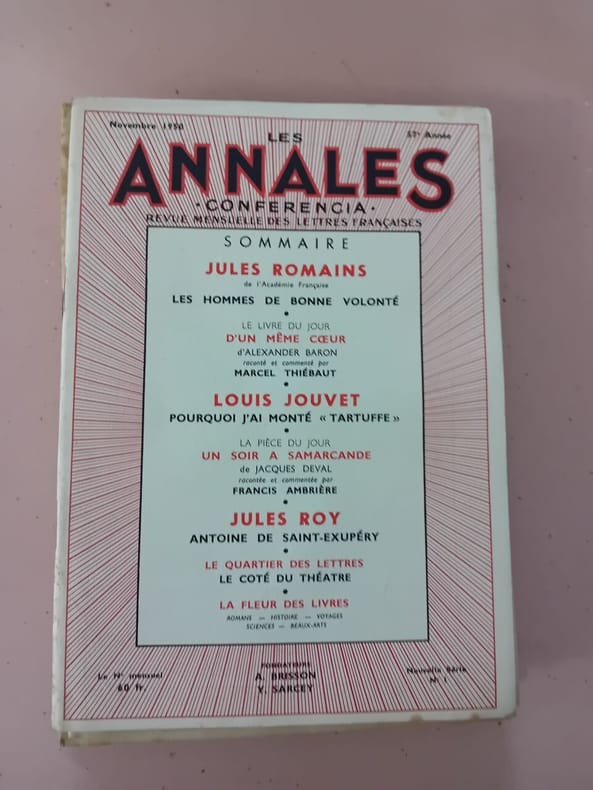 Novembre 1950
57e Année
LES
ANNALES
· CONFERENCIA ·
REVUE MENSUELLE DES LETTRES FRANÇAISES
SOMMAIRE
JULES ROMAINS
de l'Académie Française
LES HOMMES DE BONNE VOLONTÉ
•
LE LIVRE DU JOUR
D'UN MÊME CŒUR
d'ALEXANDER BARON
raconté et commenté par
MARCEL THIÉBAUT
•
LOUIS JOUVET
POURQUOI J'AI MONTÉ « TARTUFFE »
•
LA PIÈCE DU JOUR
UN SOIR A SAMARCANDE
de JACQUES DEVAL
racontée et commentée par
FRANCIS AMBRIÈRE
•
JULES ROY
ANTOINE DE SAINT-EXUPÉRY
•
LE QUARTIER DES LETTRES
LE COTÉ DU THÉATRE
•
LA FLEUR DES LIVRES
ROMANS — HISTOIRE — VOYAGES
SCIENCES — BEAUX-ARTS
Le No mensuel
60 fr.
FONDATEURS
A. BRISSON
Y. SARCEY
Nouvelle Série
No 1